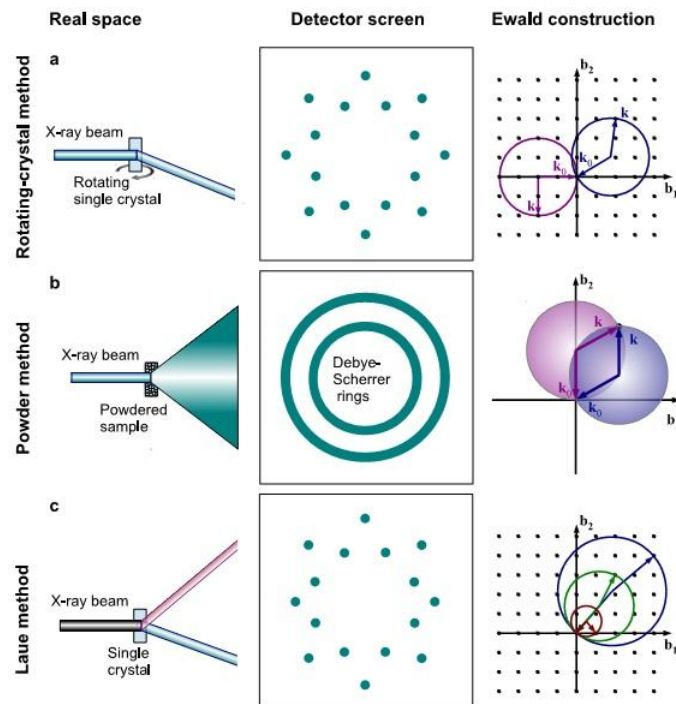 Real space
Detector screen
Ewald construction
Rotating-crystal method
a
X-ray beam
Rotating
single crystal
b2
k
k0
k0
k
b1
Powder method
b
X-ray beam
Powdered
sample
Debye-
Scherrer
rings
b2
k
k
k0
k0
b
Laue method
c
X-ray beam
Single
crystal
b2
b1